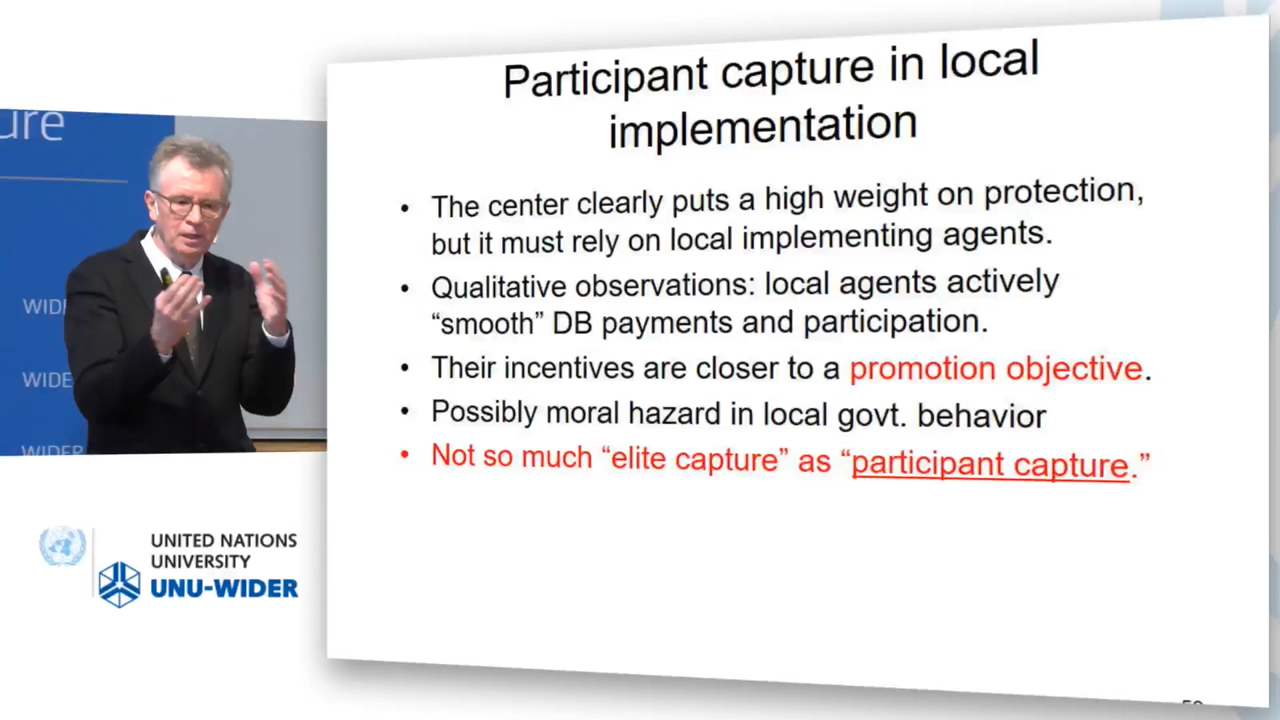 ure
WIDE
WIDE
WIDER
UNITED NATIONS
UNIVERSITY
UNU-WIDER
Participant capture in local
implementation
• The center clearly puts a high weight on protection,
but it must rely on local implementing agents.
• Qualitative observations: local agents actively
“smooth” DB payments and participation.
• Their incentives are closer to a promotion objective.
• Possibly moral hazard in local govt. behavior
• Not so much “elite capture” as “participant capture.”